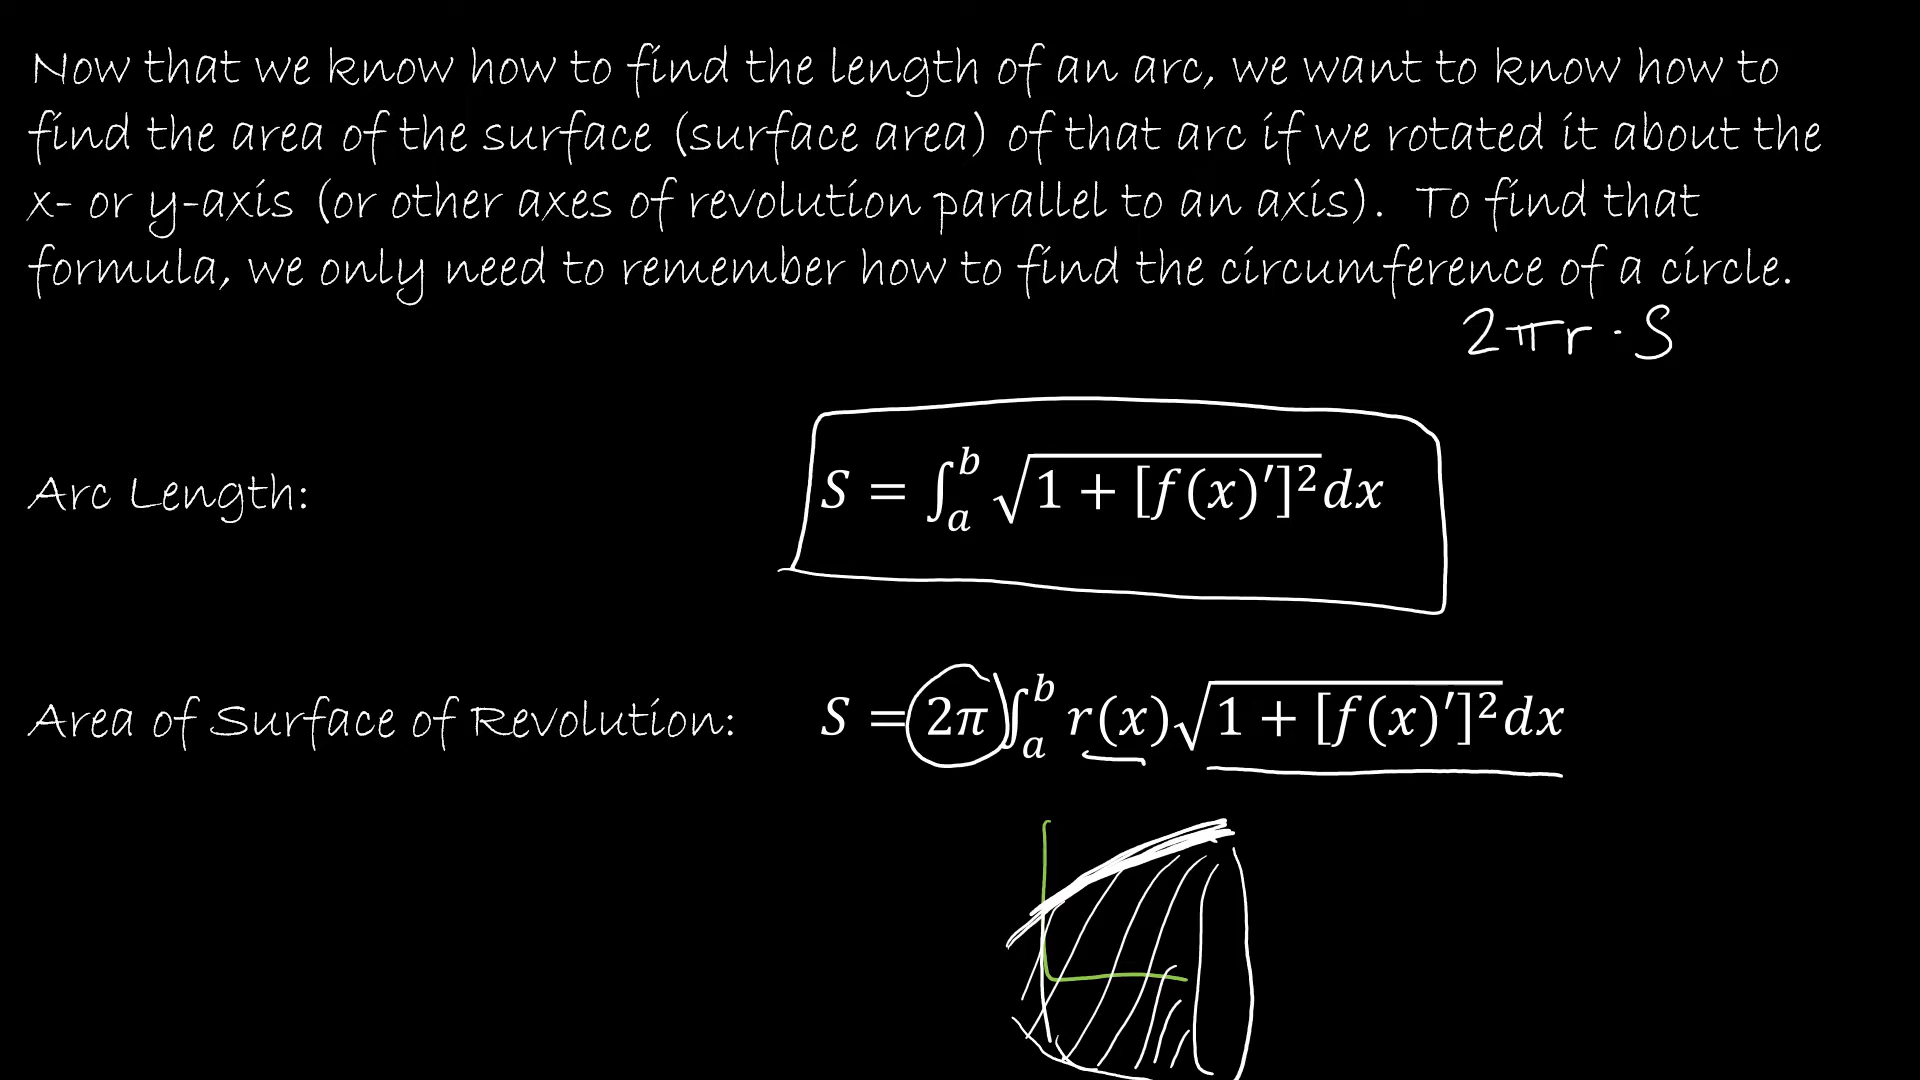 Now that we know how to find the length of an arc, we want to know how to
find the area of the surface (surface area) of that arc if we rotated it about the
x- or y-axis (or other axes of revolution parallel to an axis). To find that
formula, we only need to remember how to find the circumference of a circle.
2πr · S
Arc Length: S = ∫_a^b √(1 + [f(x)′]²) dx
Area of Surface of Revolution: S = 2π ∫_a^b r(x)√(1 + [f(x)′]²) dx